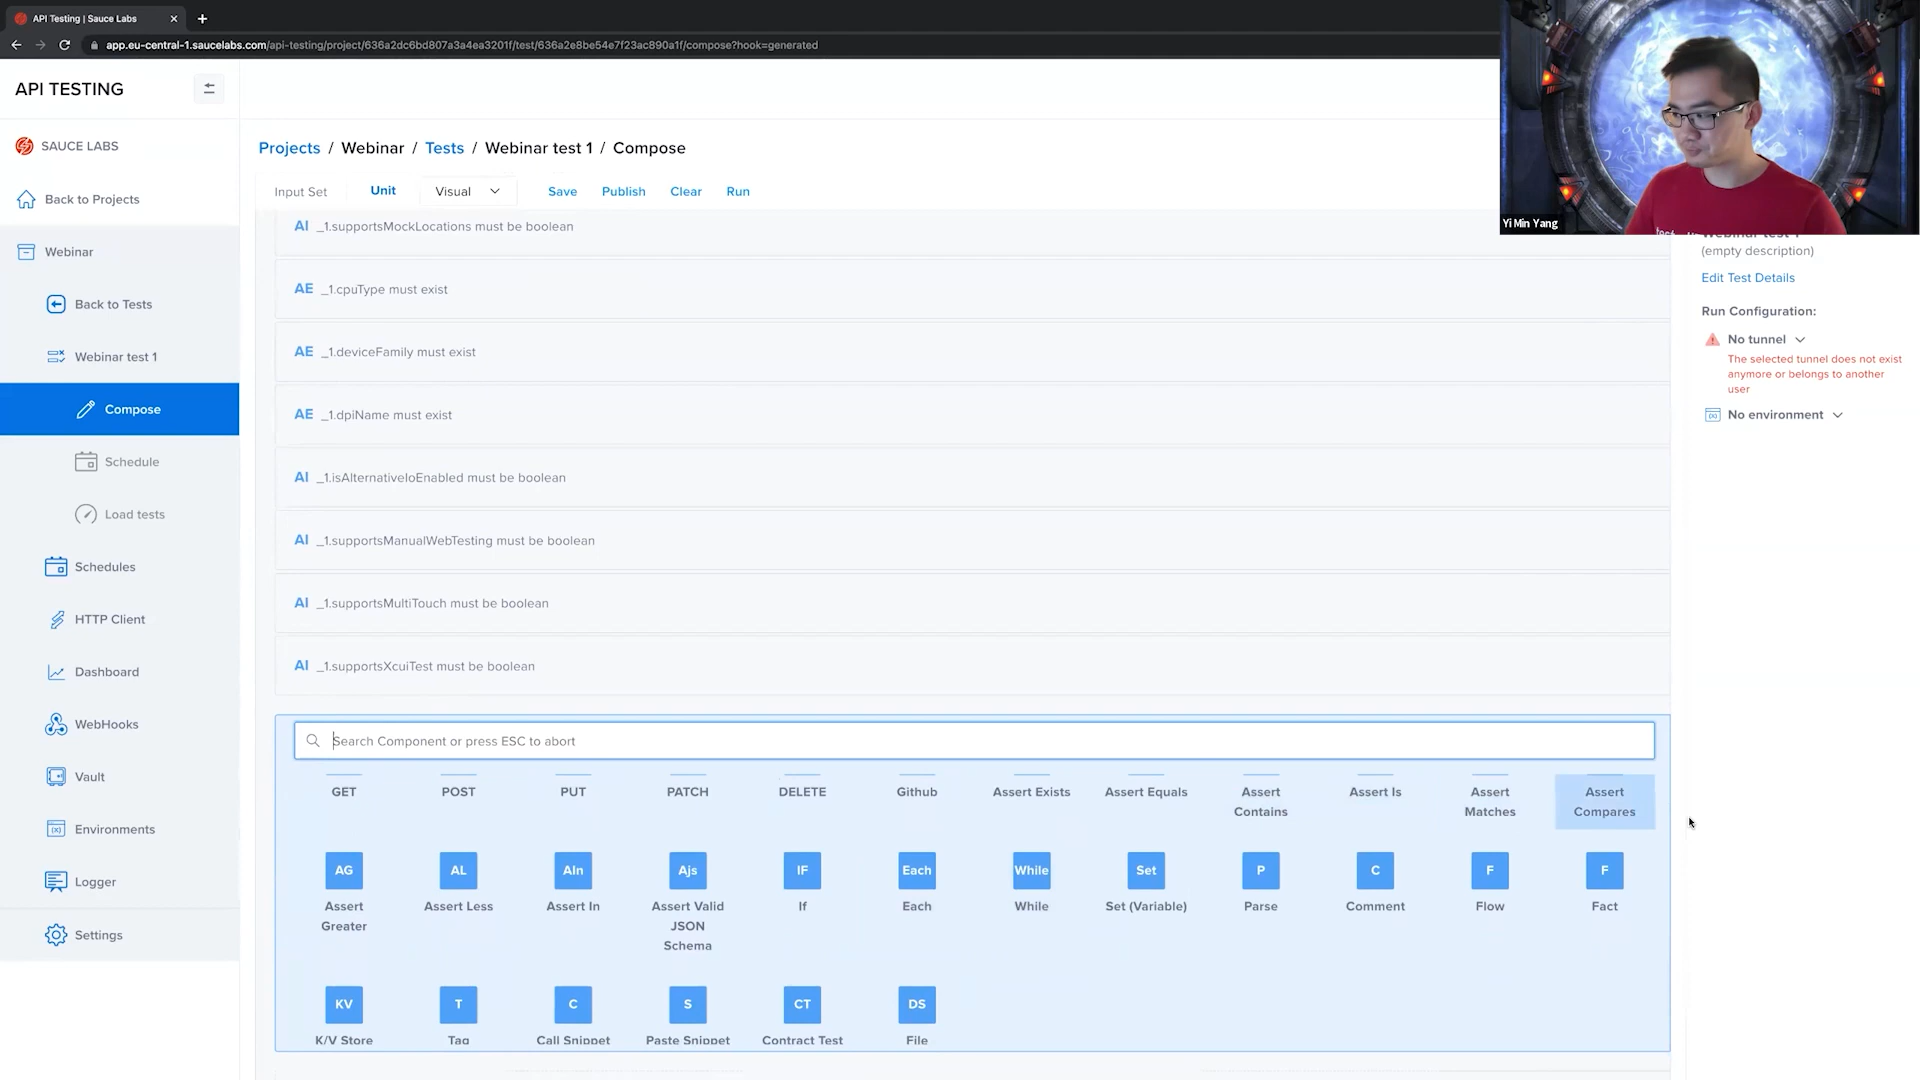 API Testing | Sauce Labs
app.eu-central-1.saucelabs.com/api-testing/project/636a2dc6bd807a3a4ea3201f/test/636a2e8be54e7f23ac890a1f/compose?hook=generated
API TESTING
SAUCE LABS
Back to Projects
Webinar
Back to Tests
Webinar test 1
Compose
Schedule
Load tests
Schedules
HTTP Client
Dashboard
WebHooks
Vault
Environments
Logger
Settings
Projects / Webinar / Tests / Webinar test 1 / Compose
Input Set Unit Visual Save Publish Clear Run
AI _1.supportsMockLocations must be boolean
AE _1.cpuType must exist
AE _1.deviceFamily must exist
AE _1.dpiName must exist
AI _1.isAlternativeIoEnabled must be boolean
AI _1.supportsManualWebTesting must be boolean
AI _1.supportsMultiTouch must be boolean
AI _1.supportsXcuiTest must be boolean
Search Component or press ESC to abort
GET POST PUT PATCH DELETE Github Assert Exists Assert Equals Assert Assert Is Assert Assert
Contains Matches Compares
AG AL AIn Ajs IF Each While Set P C F F
Assert Assert Less Assert In Assert Valid If Each While Set (Variable) Parse Comment Flow Fact
Greater JSON
Schema
KV T C S CT DS
K/V Store Tag Call Snippet Paste Snippet Contract Test File
Yi Min Yang
Webinar test 1
(empty description)
Edit Test Details
Run Configuration:
No tunnel
The selected tunnel does not exist
anymore or belongs to another
user
No environment